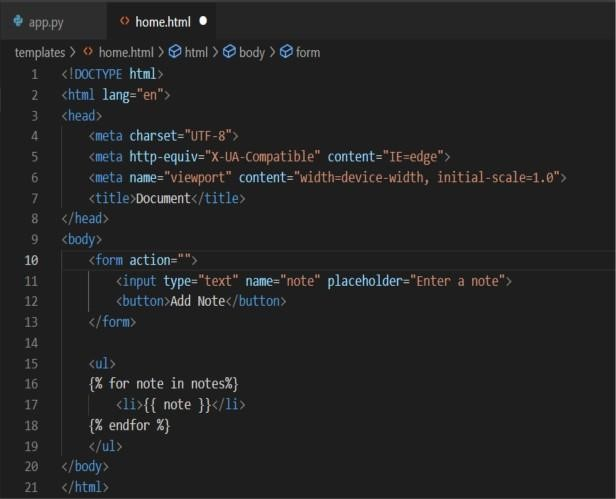 app.py home.html
templates > home.html > html > body > form
1 <!DOCTYPE html>
2 <html lang="en">
3 <head>
4 <meta charset="UTF-8">
5 <meta http-equiv="X-UA-Compatible" content="IE=edge">
6 <meta name="viewport" content="width=device-width, initial-scale=1.0">
7 <title>Document</title>
8 </head>
9 <body>
10 <form action="">
11 <input type="text" name="note" placeholder="Enter a note">
12 <button>Add Note</button>
13 </form>
14
15 <ul>
16 {% for note in notes%}
17 <li>{{ note }}</li>
18 {% endfor %}
19 </ul>
20 </body>
21 </html>